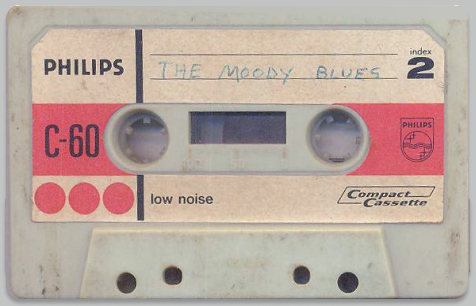 index
PHILIPS
2
THE MOODY BLUES
C-60
PHILIPS
low noise
Compact
Cassette